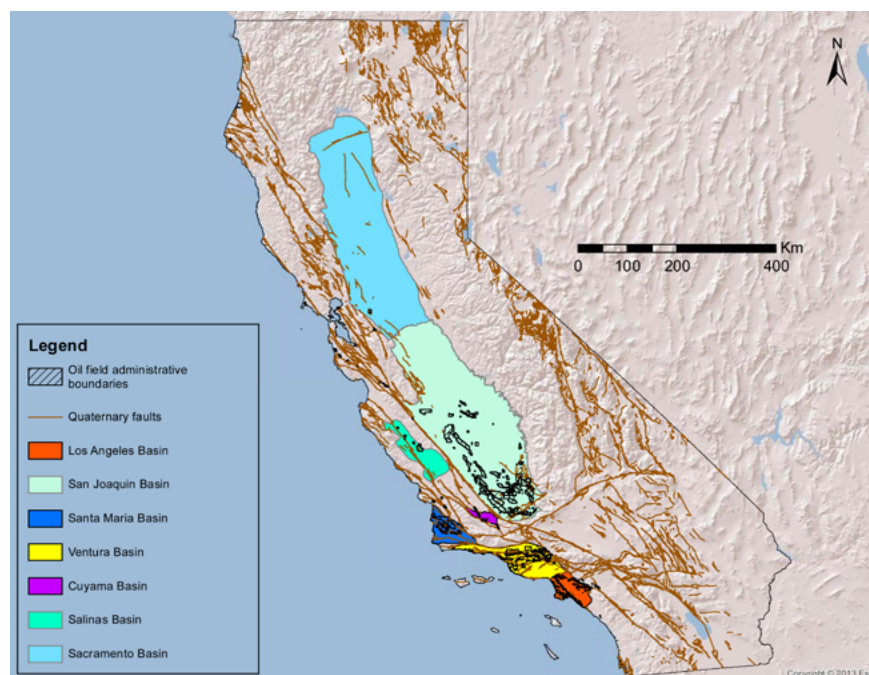 N
Km
0 100 200 400
Legend
Oil field administrative
boundaries
Quaternary faults
Los Angeles Basin
San Joaquin Basin
Santa Maria Basin
Ventura Basin
Cuyama Basin
Salinas Basin
Sacramento Basin
Copyright © 2013 Es